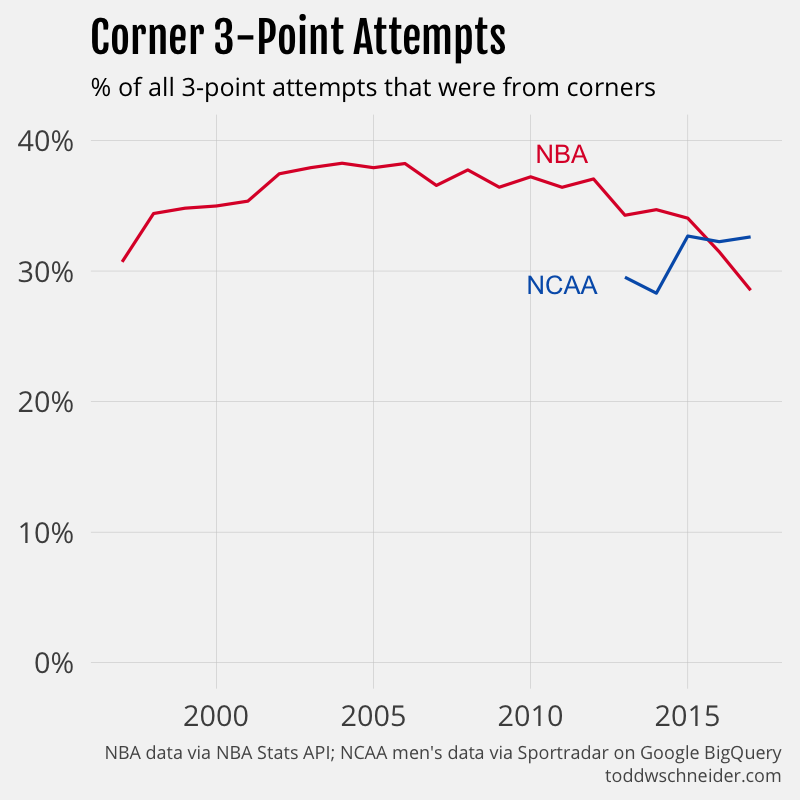 Corner 3-Point Attempts
% of all 3-point attempts that were from corners
40%
NBA
30%
NCAA
20%
10%
0%
2000 2005 2010 2015
NBA data via NBA Stats API; NCAA men's data via Sportradar on Google BigQuery
toddwschneider.com